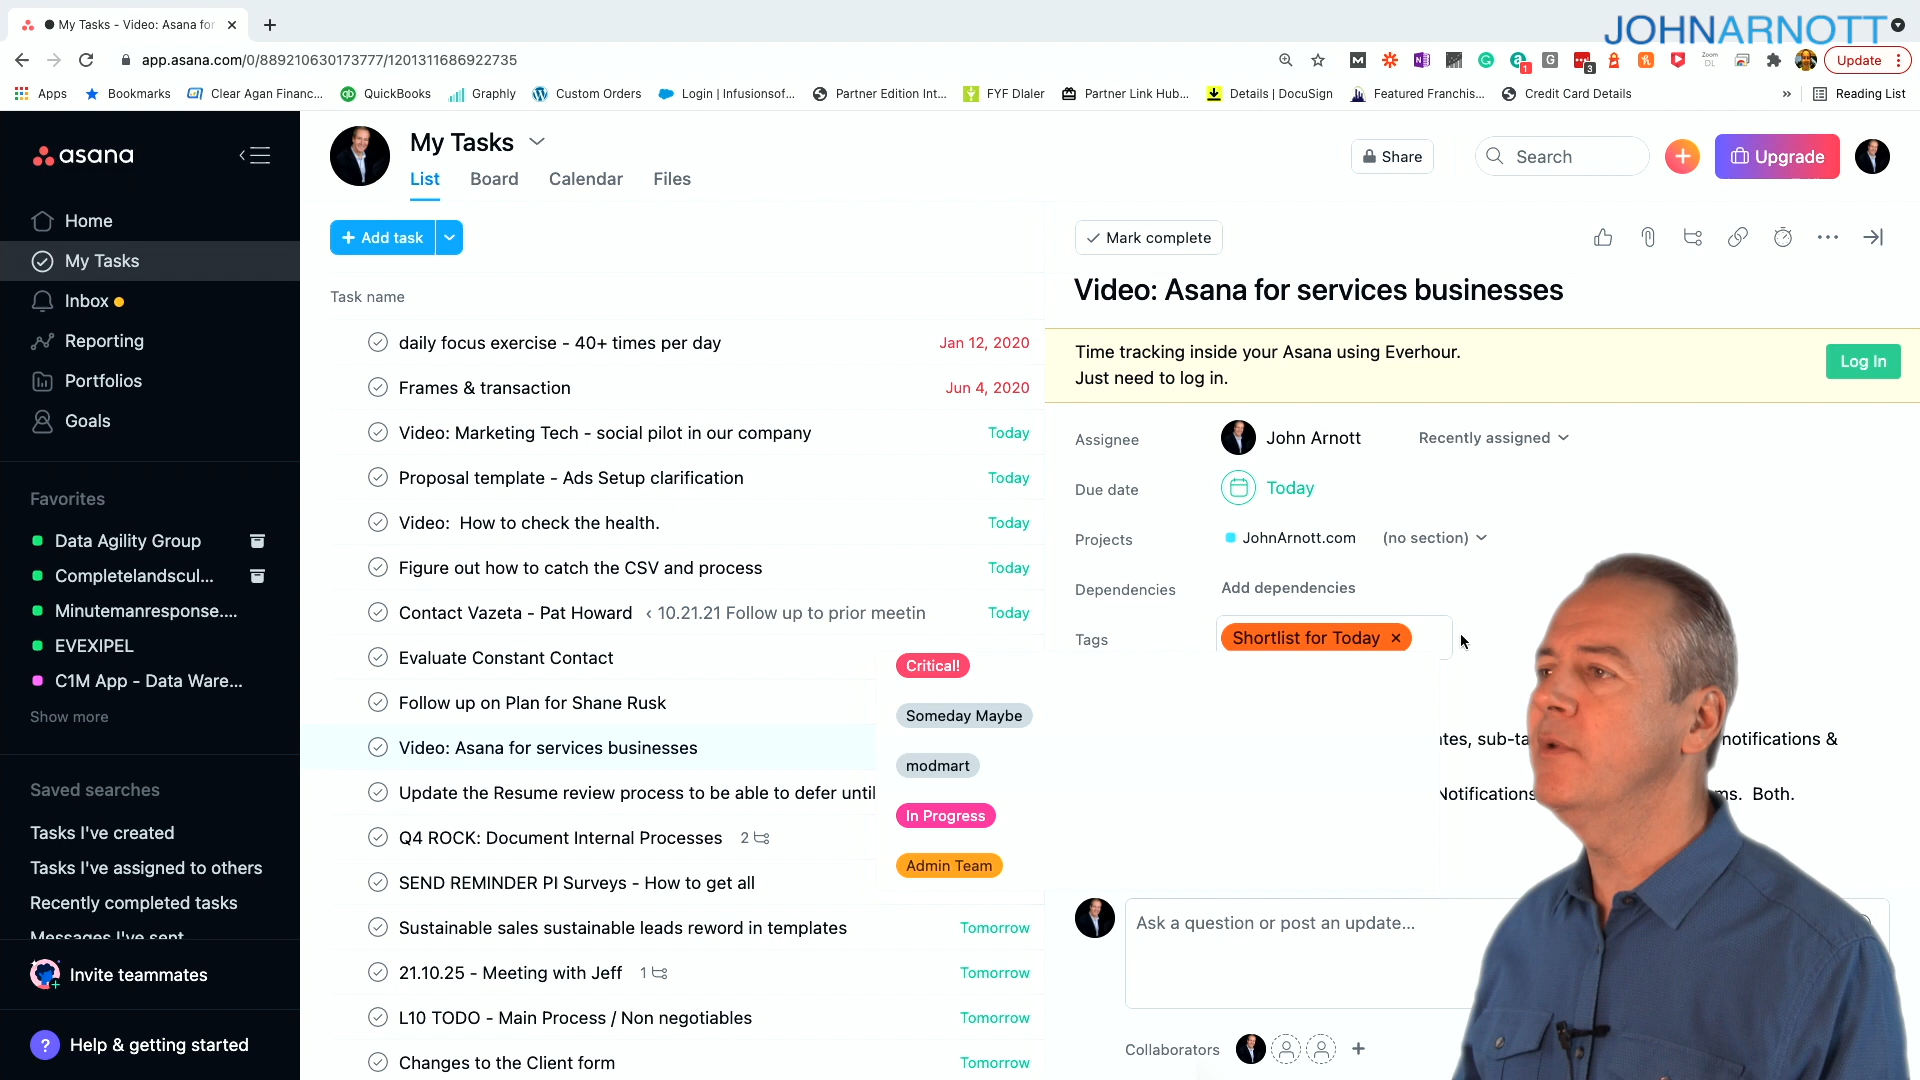 My Tasks - Video: Asana for
JOHNARNOTT
app.asana.com/0/889210630173777/1201311686922735
Update
Apps
Bookmarks
Clear Agan Financ...
QuickBooks
Graphly
Custom Orders
Login | Infusionsof...
Partner Edition Int...
FYF DIaler
Partner Link Hub...
Details | DocuSign
Featured Franchis...
Credit Card Details
»
Reading List
asana
Home
My Tasks
Inbox
Reporting
Portfolios
Goals
Favorites
Data Agility Group
Completelandscul...
Minutemanresponse....
EVEXIPEL
C1M App - Data Ware...
Show more
Saved searches
Tasks I've created
Tasks I've assigned to others
Recently completed tasks
Messages I've sent
Invite teammates
? Help & getting started
My Tasks
List Board Calendar Files
Share
Search
Upgrade
+ Add task
Task name
daily focus exercise - 40+ times per day Jan 12, 2020
Frames & transaction Jun 4, 2020
Video: Marketing Tech - social pilot in our company Today
Proposal template - Ads Setup clarification Today
Video: How to check the health. Today
Figure out how to catch the CSV and process Today
Contact Vazeta - Pat Howard ‹ 10.21.21 Follow up to prior meetin Today
Evaluate Constant Contact
Follow up on Plan for Shane Rusk
Video: Asana for services businesses
Update the Resume review process to be able to defer until
Q4 ROCK: Document Internal Processes 2
SEND REMINDER PI Surveys - How to get all
Sustainable sales sustainable leads reword in templates Tomorrow
21.10.25 - Meeting with Jeff 1 Tomorrow
L10 TODO - Main Process / Non negotiables Tomorrow
Changes to the Client form Tomorrow
Mark complete
Video: Asana for services businesses
Time tracking inside your Asana using Everhour.
Just need to log in.
Log In
Assignee John Arnott Recently assigned
Due date Today
Projects JohnArnott.com (no section)
Dependencies Add dependencies
Tags Shortlist for Today ×
Critical!
Someday Maybe
modmart
In Progress
Admin Team
notifications &
Notifications
Both.
Ask a question or post an update...
Collaborators +